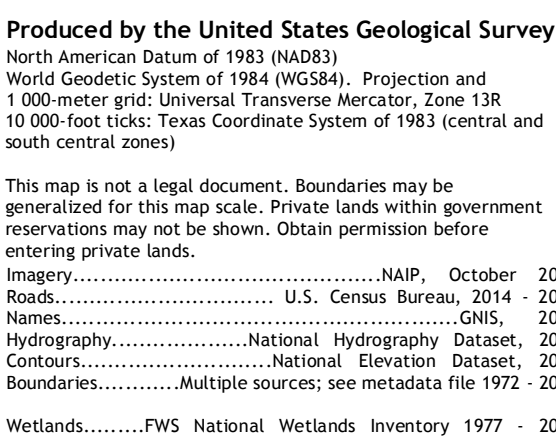 Produced by the United States Geological Survey
North American Datum of 1983 (NAD83)
World Geodetic System of 1984 (WGS84). Projection and
1 000-meter grid: Universal Transverse Mercator, Zone 13R
10 000-foot ticks: Texas Coordinate System of 1983 (central and
south central zones)
This map is not a legal document. Boundaries may be
generalized for this map scale. Private lands within government
reservations may not be shown. Obtain permission before
entering private lands.
Imagery..........................................NAIP, October 20
Roads.............................. U.S. Census Bureau, 2014 - 20
Names......................................................GNIS, 20
Hydrography...................National Hydrography Dataset, 20
Contours.............................National Elevation Dataset, 20
Boundaries............Multiple sources; see metadata file 1972 - 20
Wetlands.........FWS National Wetlands Inventory 1977 - 20